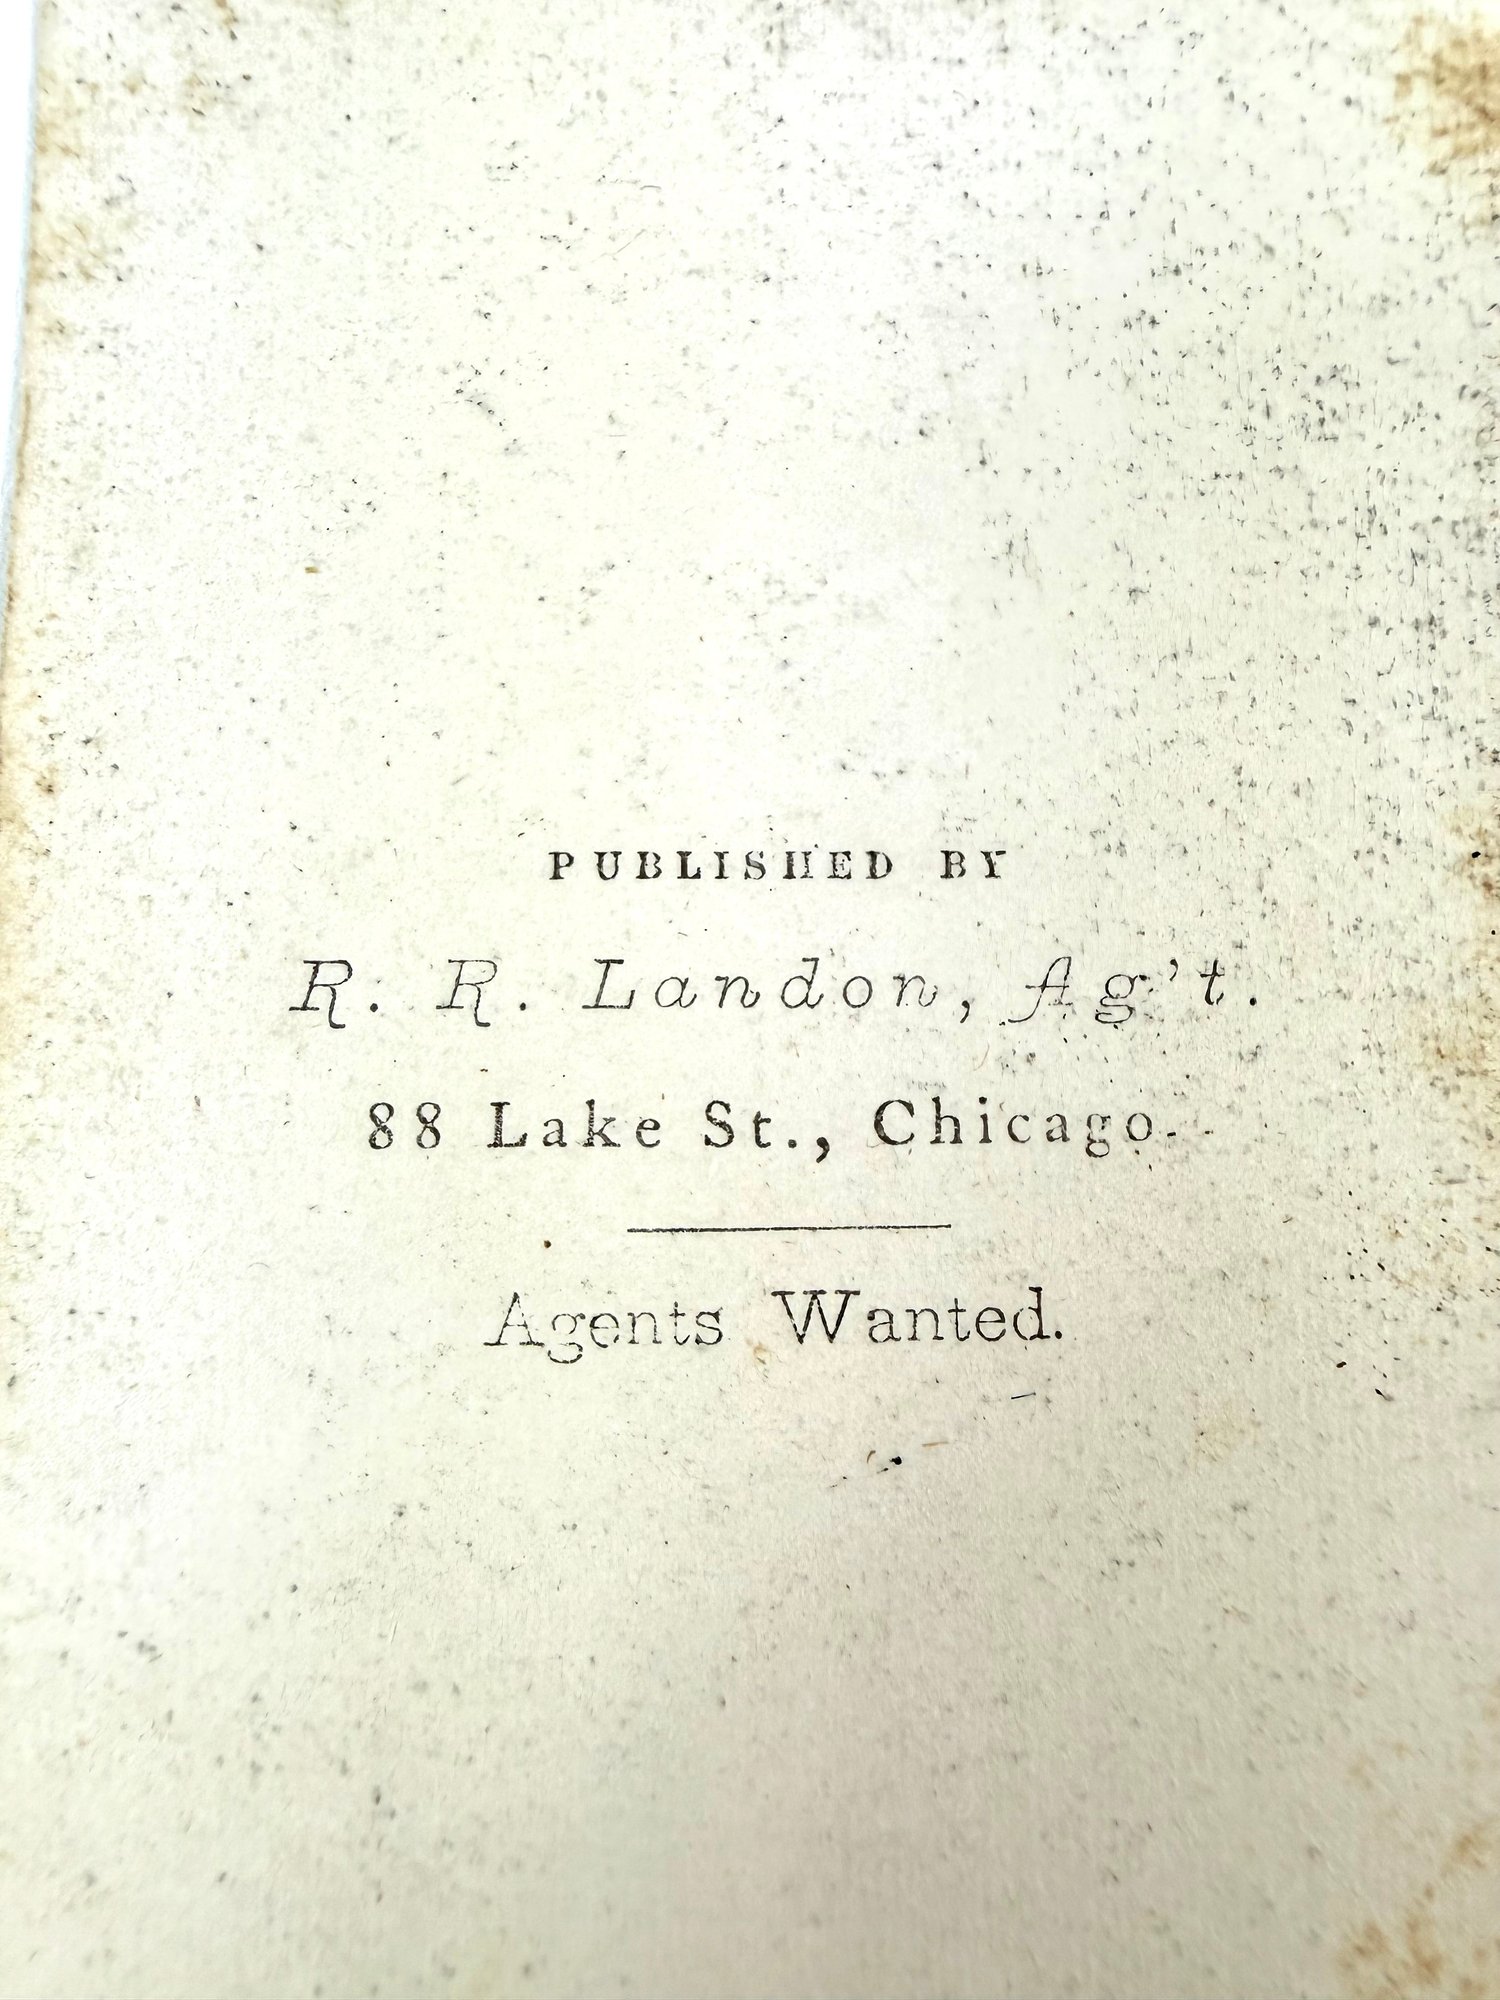 PUBLISHED BY
R. R. Landon, Ag't.
88 Lake St., Chicago.
Agents Wanted.